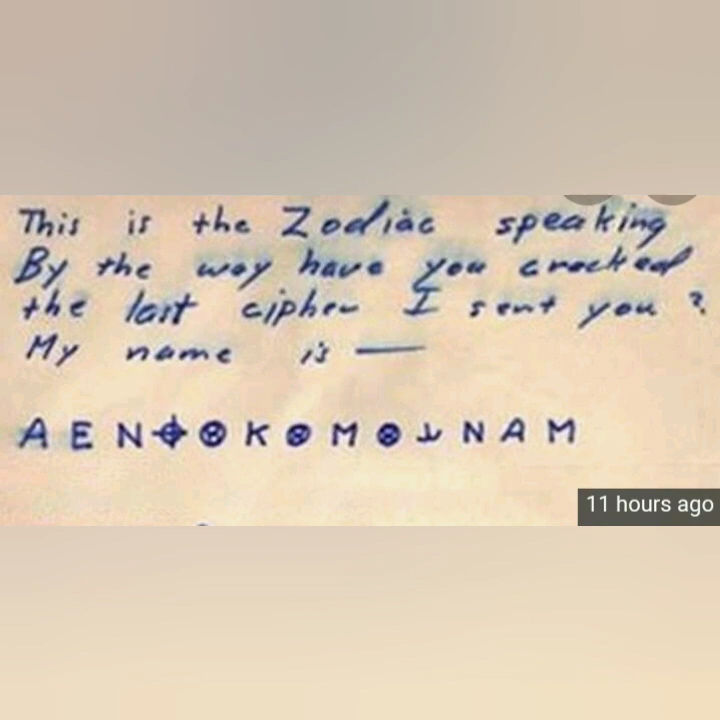 This is the Zodiac speaking
By the way have you cracked
the last cipher I sent you ?
My name is —
A E N ⌖ ⊗ K ⊗ M ⊗ ⅄ N A M
11 hours ago